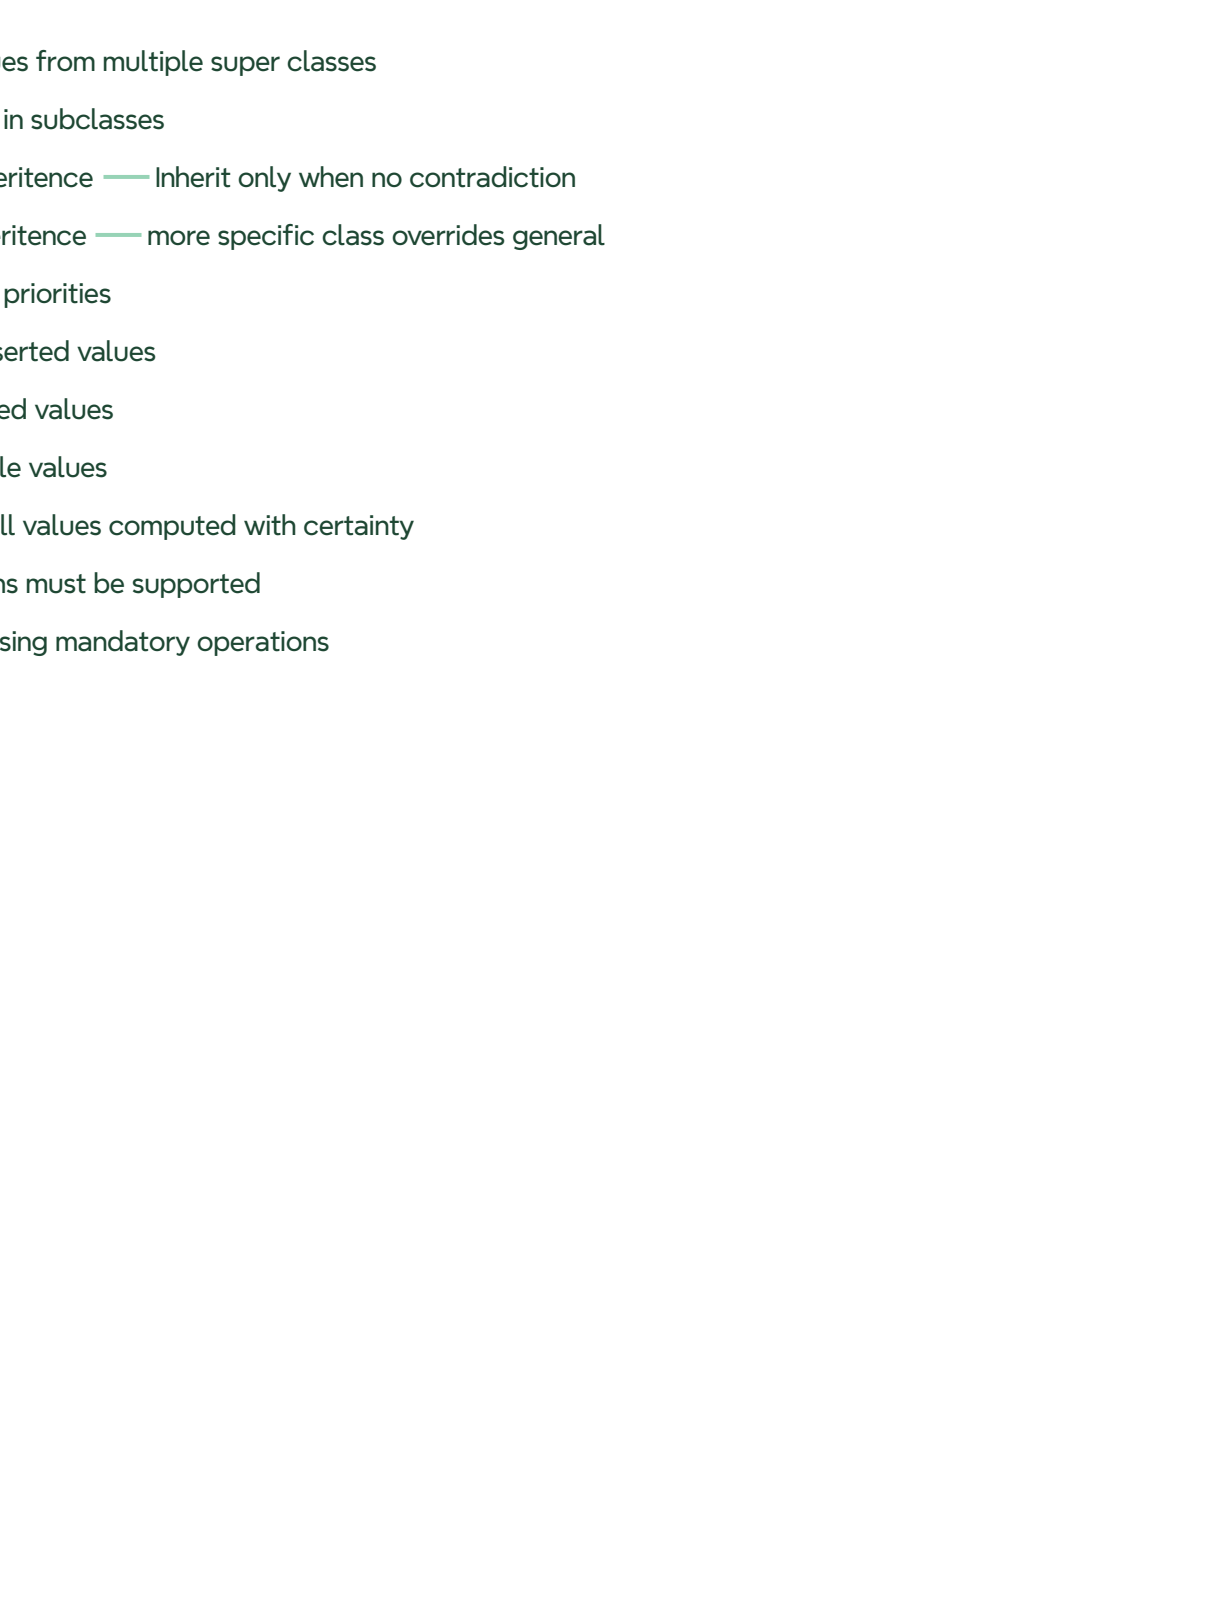 es from multiple super classes
in subclasses
eritence Inherit only when no contradiction
ritence more specific class overrides general
priorities
serted values
ed values
le values
ll values computed with certainty
ns must be supported
sing mandatory operations